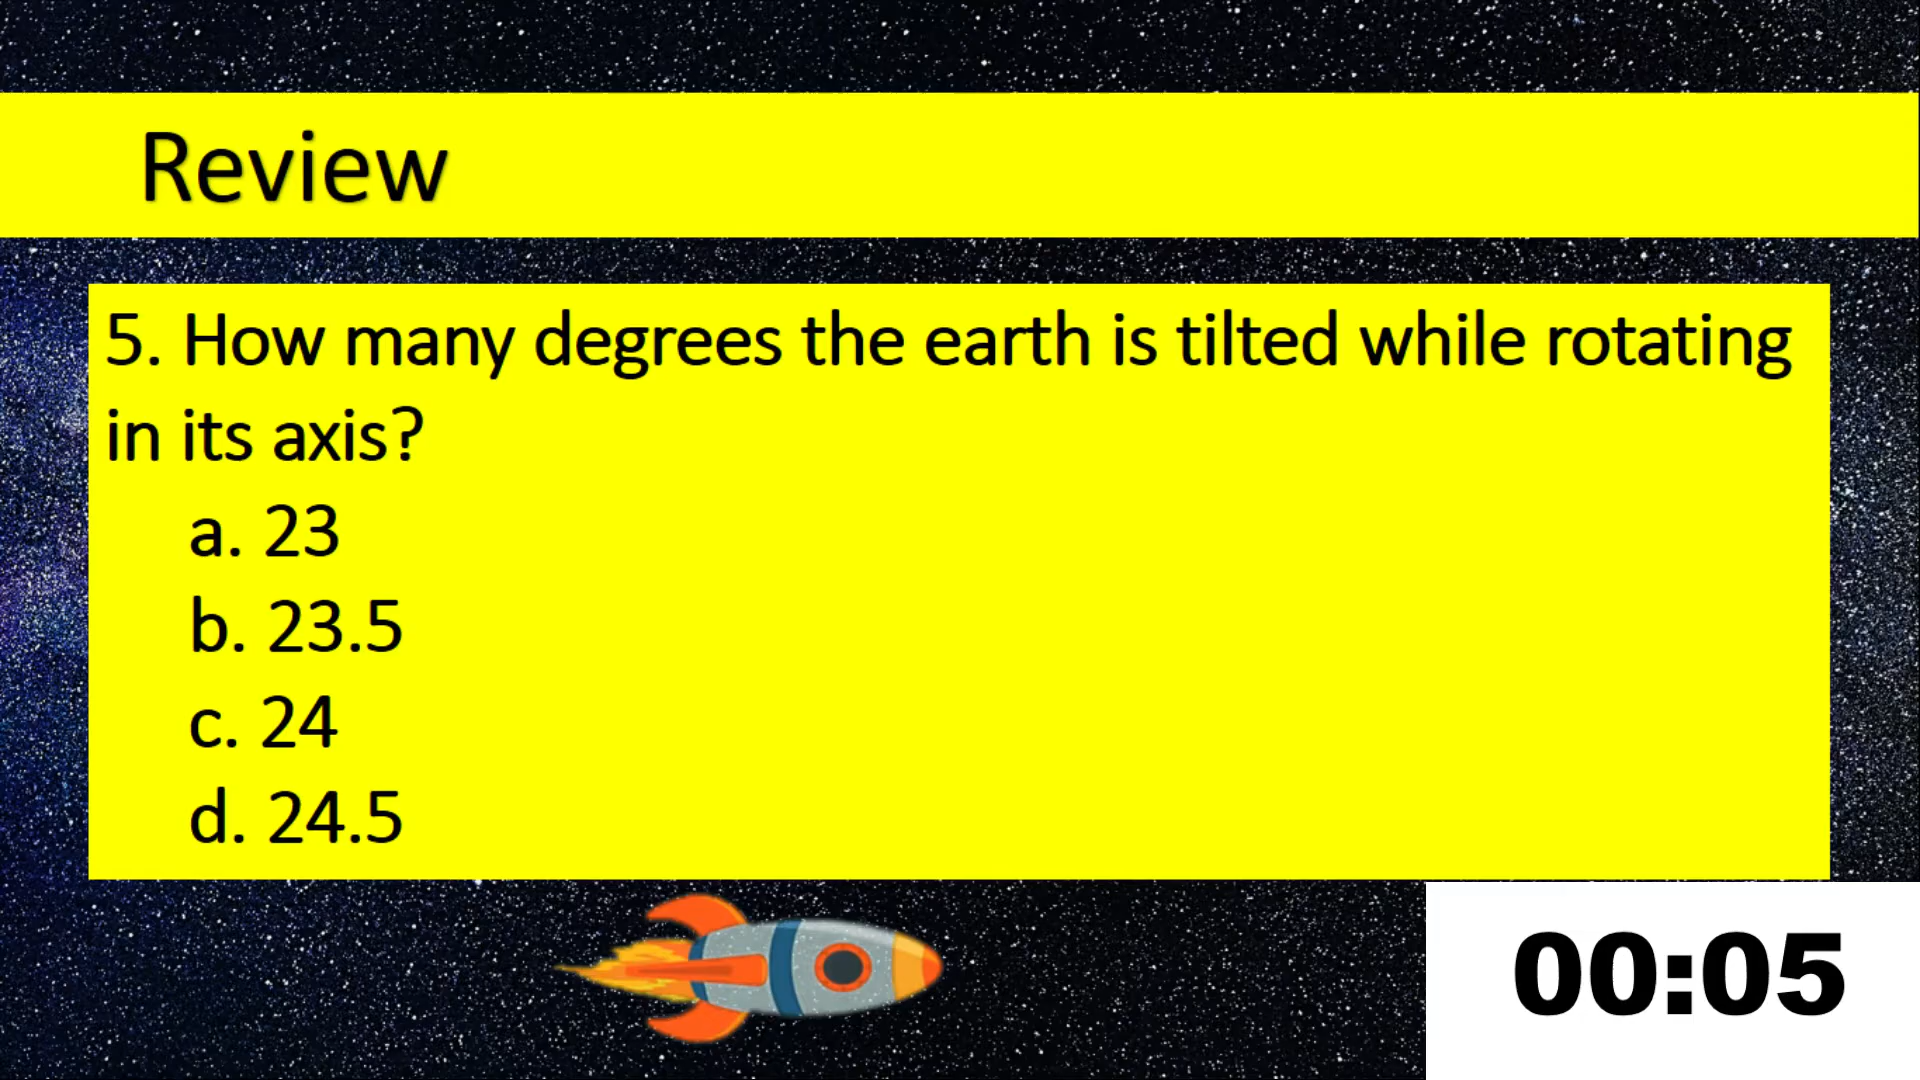 Review
5. How many degrees the earth is tilted while rotating
in its axis?
a. 23
b. 23.5
c. 24
d. 24.5
00:05